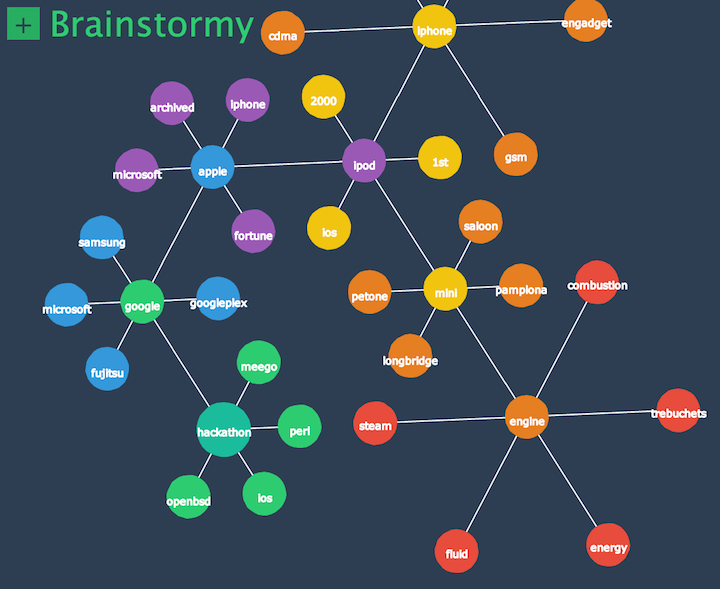 + Brainstormy
cdma
iphone
engadget
archived
iphone
2000
microsoft
apple
ipod
1st
gsm
samsung
fortune
ios
saloon
microsoft
google
googleplex
petone
mini
pamplona
combustion
fujitsu
meego
longbridge
hackathon
perl
steam
engine
trebuchets
openbsd
ios
fluid
energy